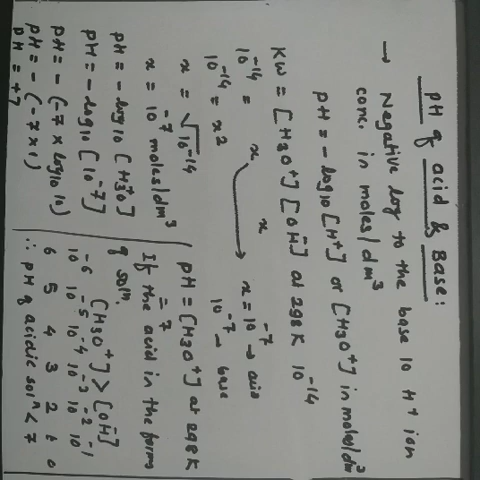 pH of acid & Base:
→ Negative log to the base 10 H+ ion
conc. in moles/dm³
pH = -log10 [H+] or [H3O+] in moles/dm³
KW = [H3O+] [OH-] at 298K 10^-14
10^-14 = x x
10^-14 = x2
x = √10^-14
x = 10^-7 moles/dm³
pH = -log10 [H3O+]
pH = -log10 [10^-7]
pH = -(-7 x log10 10)
pH = -(-7 x 1)
pH = +7
x = 10^-7 → acid
10^-7 → base
pH = [H3O+] at 298K
= 7
If the acid in the form
of soln.
[H3O+] > [OH-]
10^-6 10^-5 10^-4 10^-3 10^-2 10^-1
6 5 4 3 2 1 0
∴ pH of acidic solⁿ < 7